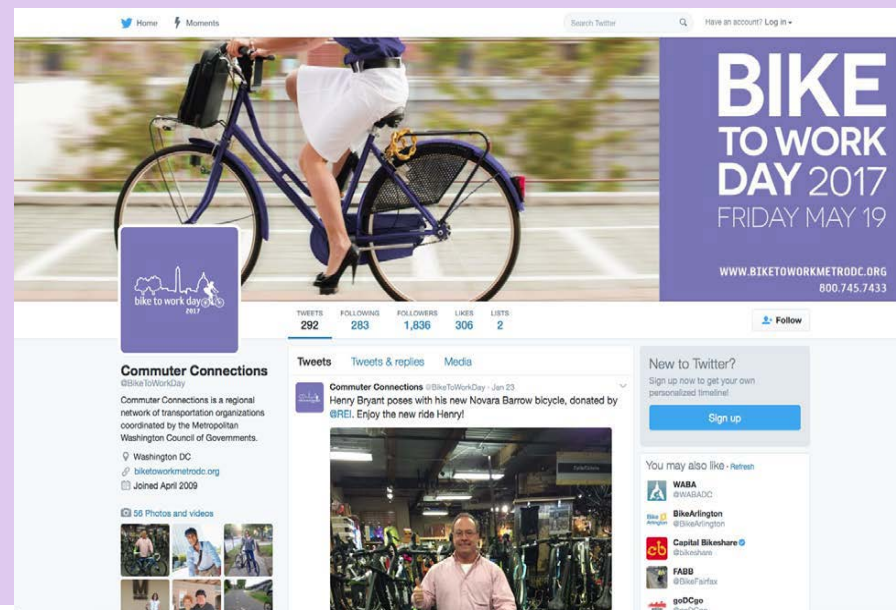 Home Moments
Search Twitter
Have an account? Log in
BIKE
TO WORK
DAY 2017
FRIDAY MAY 19
WWW.BIKETOWORKMETRODC.ORG
800.745.7433
bike to work day
2017
TWEETS FOLLOWING FOLLOWERS LIKES LISTS
292 283 1,836 306 2
Follow
Commuter Connections
@BikeToWorkDay
Commuter Connections is a regional
network of transportation organizations
coordinated by the Metropolitan
Washington Council of Governments.
Washington DC
biketoworkmetrodc.org
Joined April 2009
56 Photos and videos
Tweets Tweets & replies Media
Commuter Connections @BikeToWorkDay · Jan 23
Henry Bryant poses with his new Novara Barrow bicycle, donated by
@REI. Enjoy the new ride Henry!
New to Twitter?
Sign up now to get your own
personalized timeline!
Sign up
You may also like · Refresh
WABA
@WABADC
BikeArlington
@BikeArlington
Capital Bikeshare
@bikeshare
FABB
@BikeFairfax
goDCgo